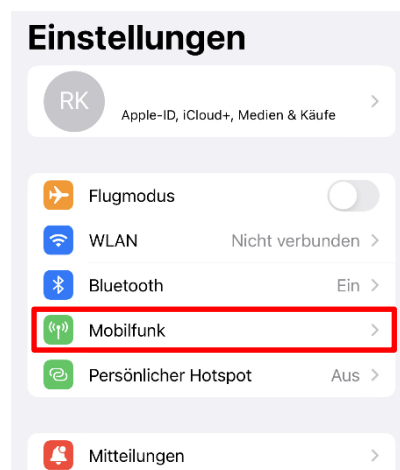 Einstellungen
RK
Apple-ID, iCloud+, Medien & Käufe
Flugmodus
WLAN Nicht verbunden
Bluetooth Ein
Mobilfunk
Persönlicher Hotspot Aus
Mitteilungen